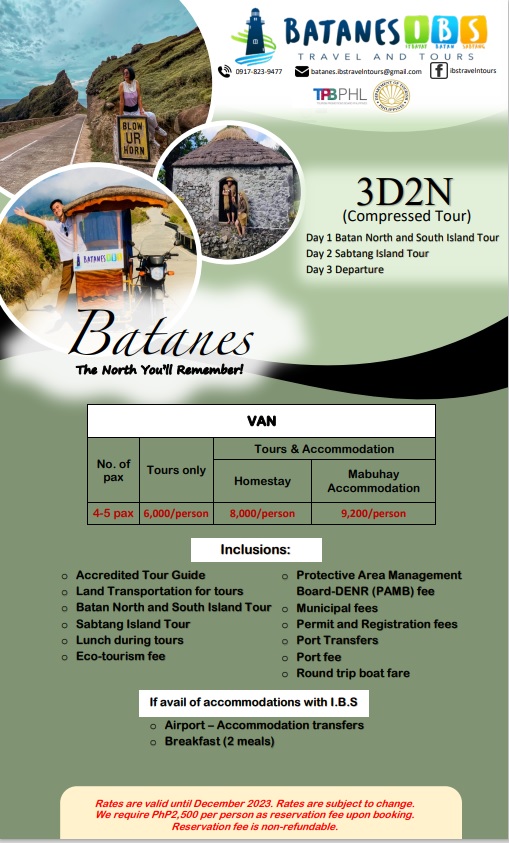 BATANES IBS
ITBAYAT BATAN SABTANG
TRAVEL AND TOURS
0917-823-9477 batanes.ibstravelntours@gmail.com ibstravelntours
TPBPHL
BLOW
UR
HORN
BATANES IBS
3D2N
(Compressed Tour)
Day 1 Batan North and South Island Tour
Day 2 Sabtang Island Tour
Day 3 Departure
Batanes
The North You'll Remember!
VAN
No. of pax
Tours only
Tours & Accommodation
Homestay
Mabuhay Accommodation
4-5 pax 6,000/person 8,000/person 9,200/person
Inclusions:
o Accredited Tour Guide
o Land Transportation for tours
o Batan North and South Island Tour
o Sabtang Island Tour
o Lunch during tours
o Eco-tourism fee
o Protective Area Management
Board-DENR (PAMB) fee
o Municipal fees
o Permit and Registration fees
o Port Transfers
o Port fee
o Round trip boat fare
If avail of accommodations with I.B.S
o Airport – Accommodation transfers
o Breakfast (2 meals)
Rates are valid until December 2023. Rates are subject to change.
We require PhP2,500 per person as reservation fee upon booking.
Reservation fee is non-refundable.